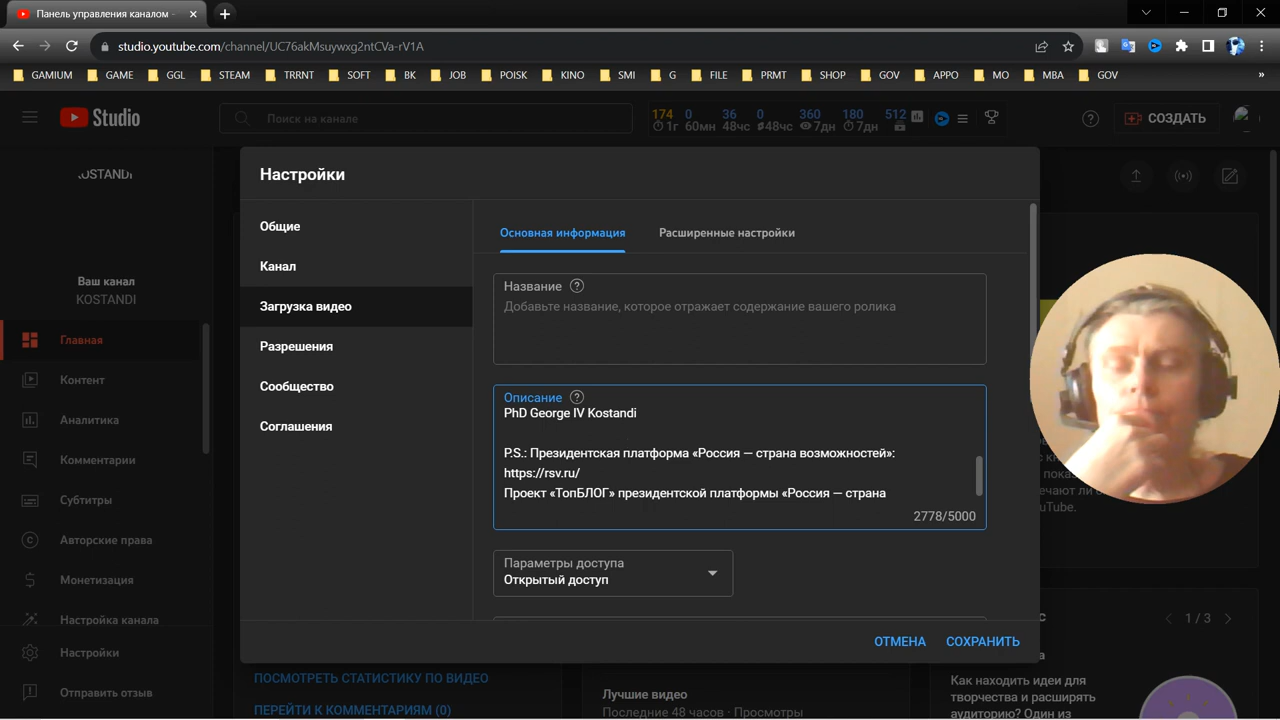 Панель управления каналом –
studio.youtube.com/channel/UC76akMsuywxg2ntCVa-rV1A
GAMIUM GAME GGL STEAM TRRNT SOFT BK JOB POISK KINO SMI G FILE PRMT SHOP GOV APPO MO MBA GOV »
Studio
Поиск на канале
174 0 36 0 360 180 512
1г 60мн 48чс 48чс 7дн 7дн
СОЗДАТЬ
KOSTANDI
Ваш канал
KOSTANDI
Главная
Контент
Аналитика
Комментарии
Субтитры
Авторские права
Монетизация
Настройка канала
Настройки
Отправить отзыв
Настройки
Общие
Канал
Загрузка видео
Разрешения
Сообщество
Соглашения
Основная информация Расширенные настройки
Название
Добавьте название, которое отражает содержание вашего ролика
Описание
PhD George IV Kostandi
P.S.: Президентская платформа «Россия — страна возможностей»:
https://rsv.ru/
Проект «ТопБЛОГ» президентской платформы «Россия — страна
2778/5000
Параметры доступа
Открытый доступ
ОТМЕНА СОХРАНИТЬ
ПОСМОТРЕТЬ СТАТИСТИКУ ПО ВИДЕО
ПЕРЕЙТИ К КОММЕНТАРИЯМ (0)
Лучшие видео
Последние 48 часов · Просмотры
1 / 3
Как находить идеи для
творчества и расширять
аудиторию? Один из